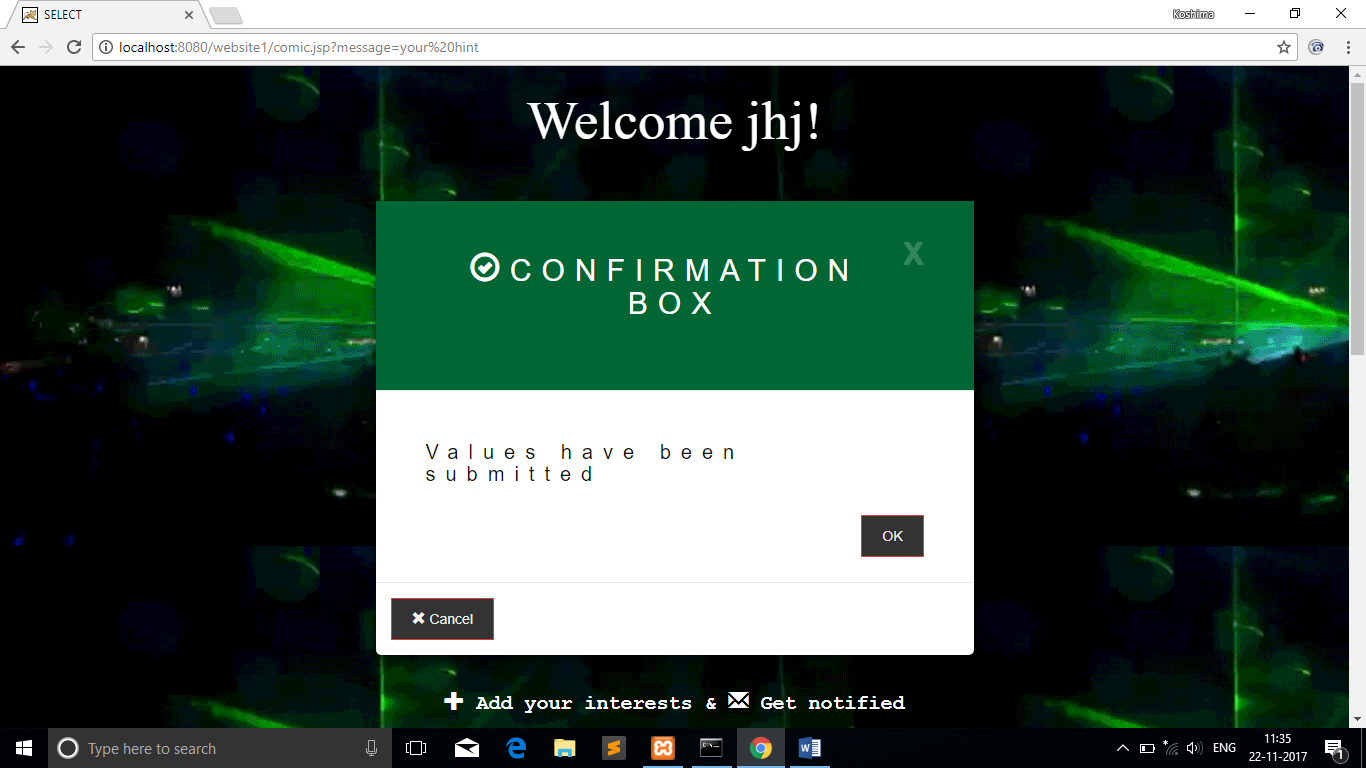 SELECT
Koshima
localhost:8080/website1/comic.jsp?message=your%20hint
Welcome jhj!
X
CONFIRMATION
BOX
Values have been
submitted
OK
Cancel
Add your interests & Get notified
Type here to search
ENG
11:35
22-11-2017
1